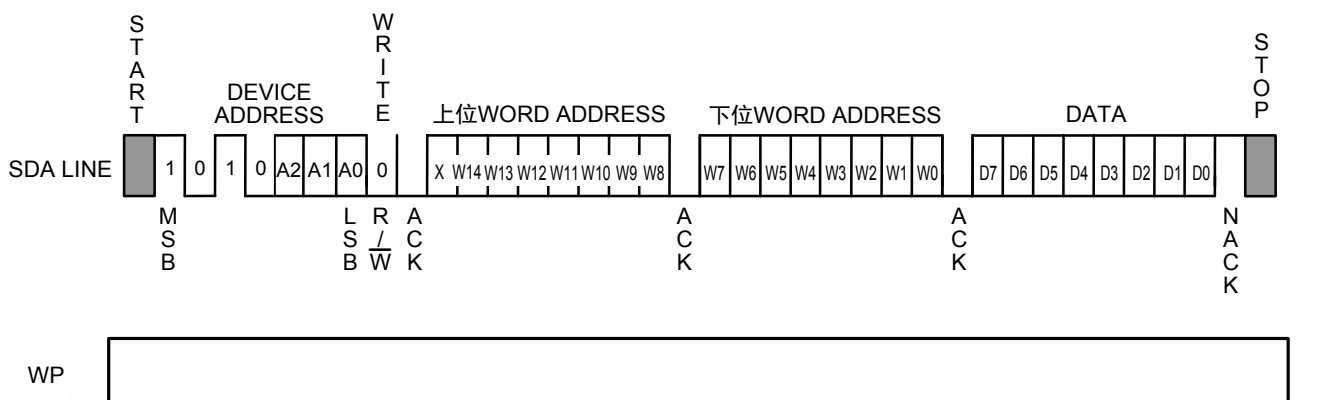 START
WRITE
STOP
DEVICE
ADDRESS
上位WORD ADDRESS
下位WORD ADDRESS
DATA
SDA LINE
1 0 1 0 A2 A1 A0 0
X W14 W13 W12 W11 W10 W9 W8
W7 W6 W5 W4 W3 W2 W1 W0
D7 D6 D5 D4 D3 D2 D1 D0
MSB
LSB
R/W
ACK
ACK
ACK
NACK
WP